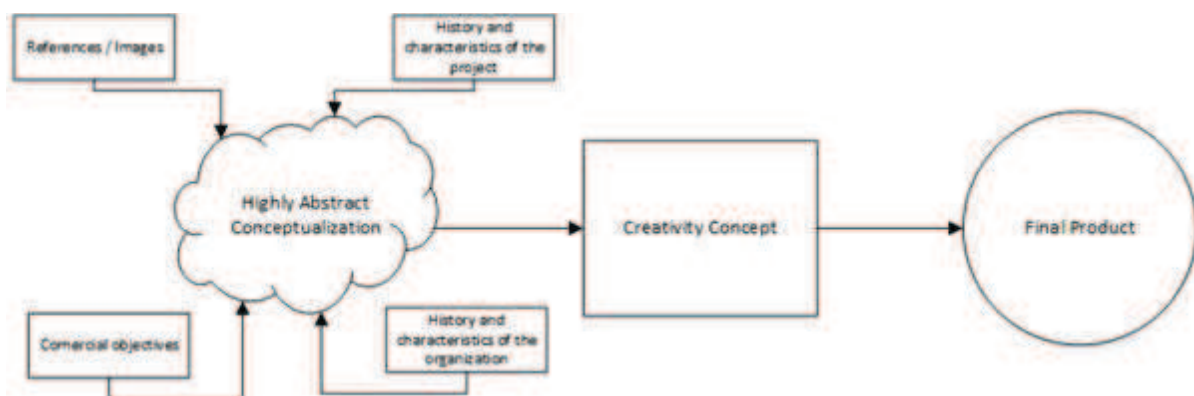 References / Images
History and
characteristics of the
project
Highly Abstract
Conceptualization
Creativity Concept
Final Product
Comercial objectives
History and
characteristics of the
organization